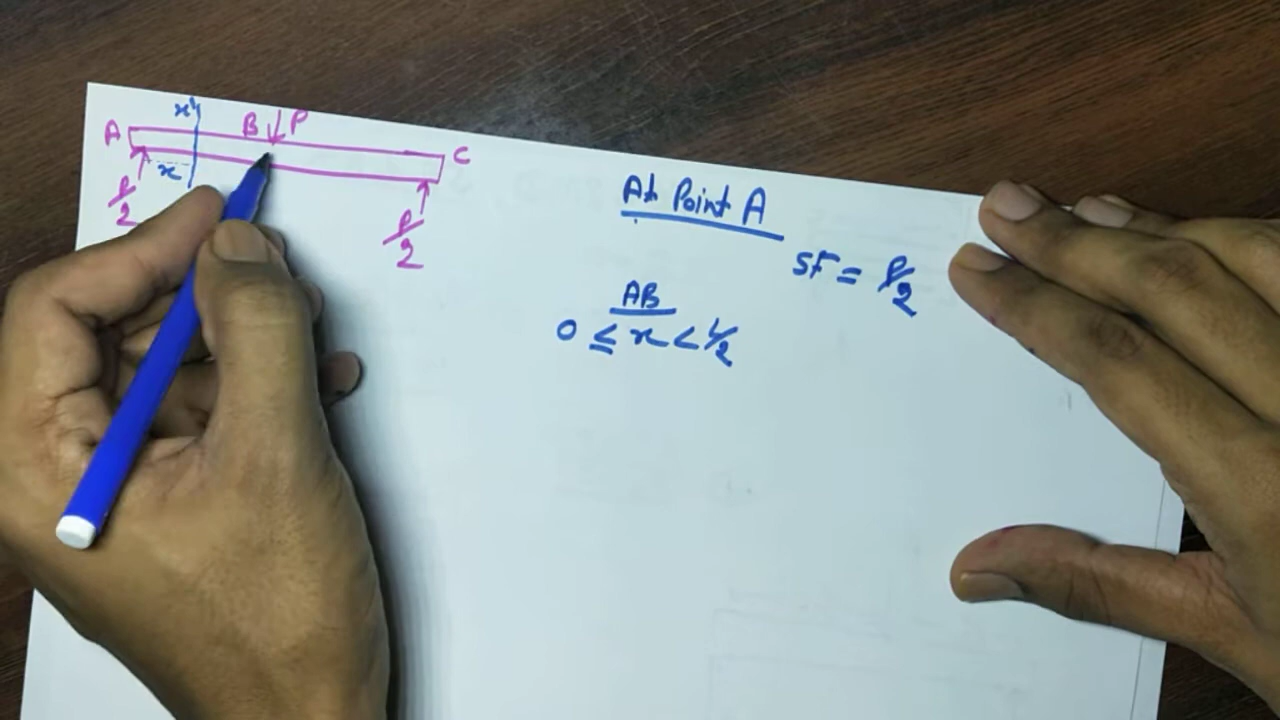 x'
A
B
P
C
x
P/2
P/2
At Point A
SF = P/2
AB
0 ≤ x < L/2